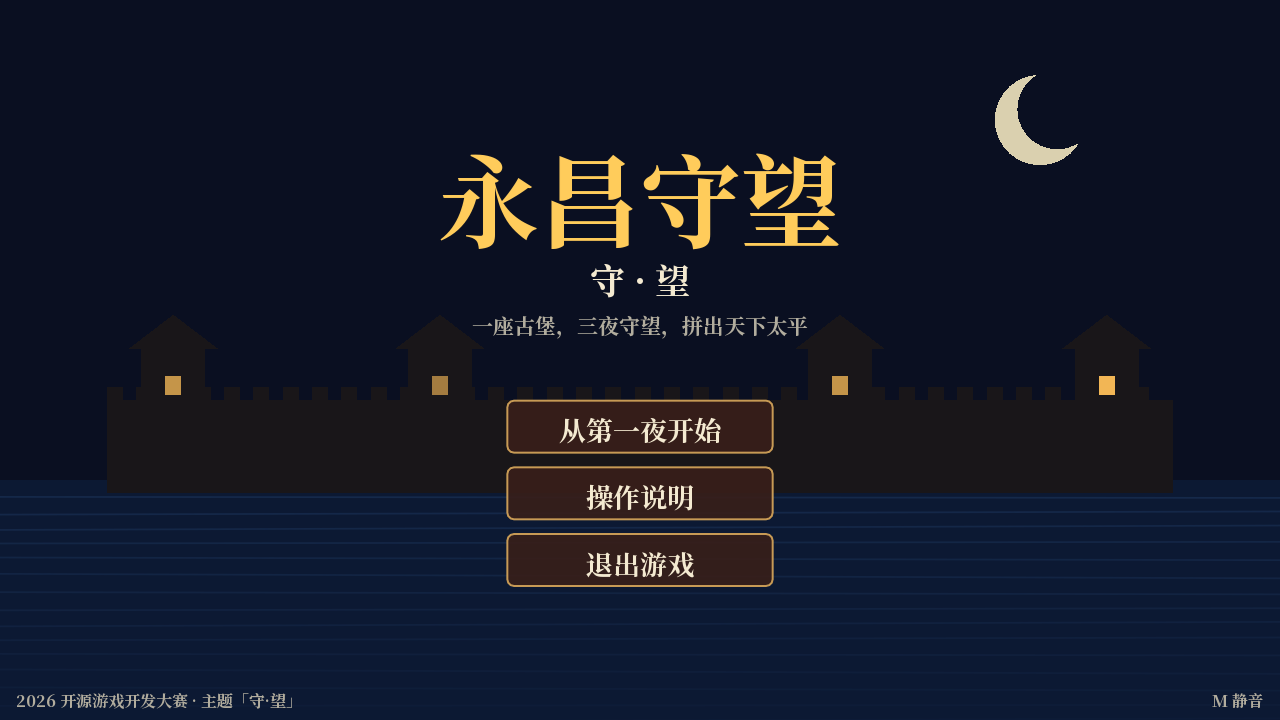 永昌守望
守·望
一座古堡，三夜守望，拼出天下太平
从第一夜开始
操作说明
退出游戏
2026 开源游戏开发大赛 · 主题「守·望」
M 静音